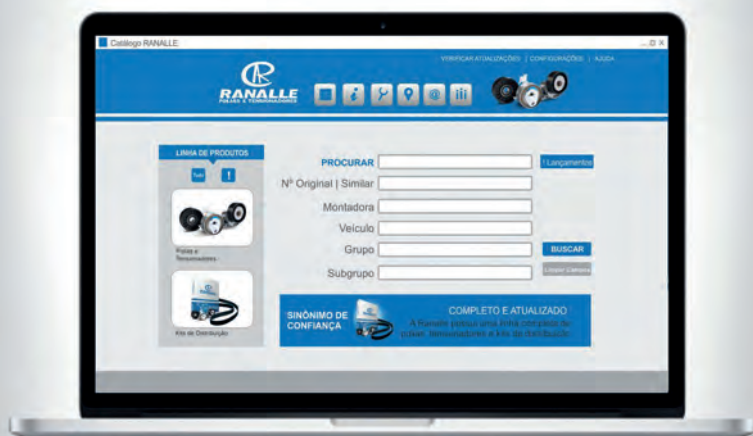 Catálogo RANALLE
VERIFICAR ATUALIZAÇÕES | CONFIGURAÇÕES | AJUDA
R
RANALLE
POLIAS & TENSIONADORES
LINHA DE PRODUTOS
Tudo
!
Polias e
Tensionadores
RANALLE
Kits de Distribuição
PROCURAR
! Lançamentos
Nº Original | Similar
Montadora
Veículo
Grupo
BUSCAR
Subgrupo
Limpar Campos
SINÔNIMO DE
CONFIANÇA
COMPLETO E ATUALIZADO
A Ranalle possui uma linha completa de
polias, tensionadores e kits de distribuição